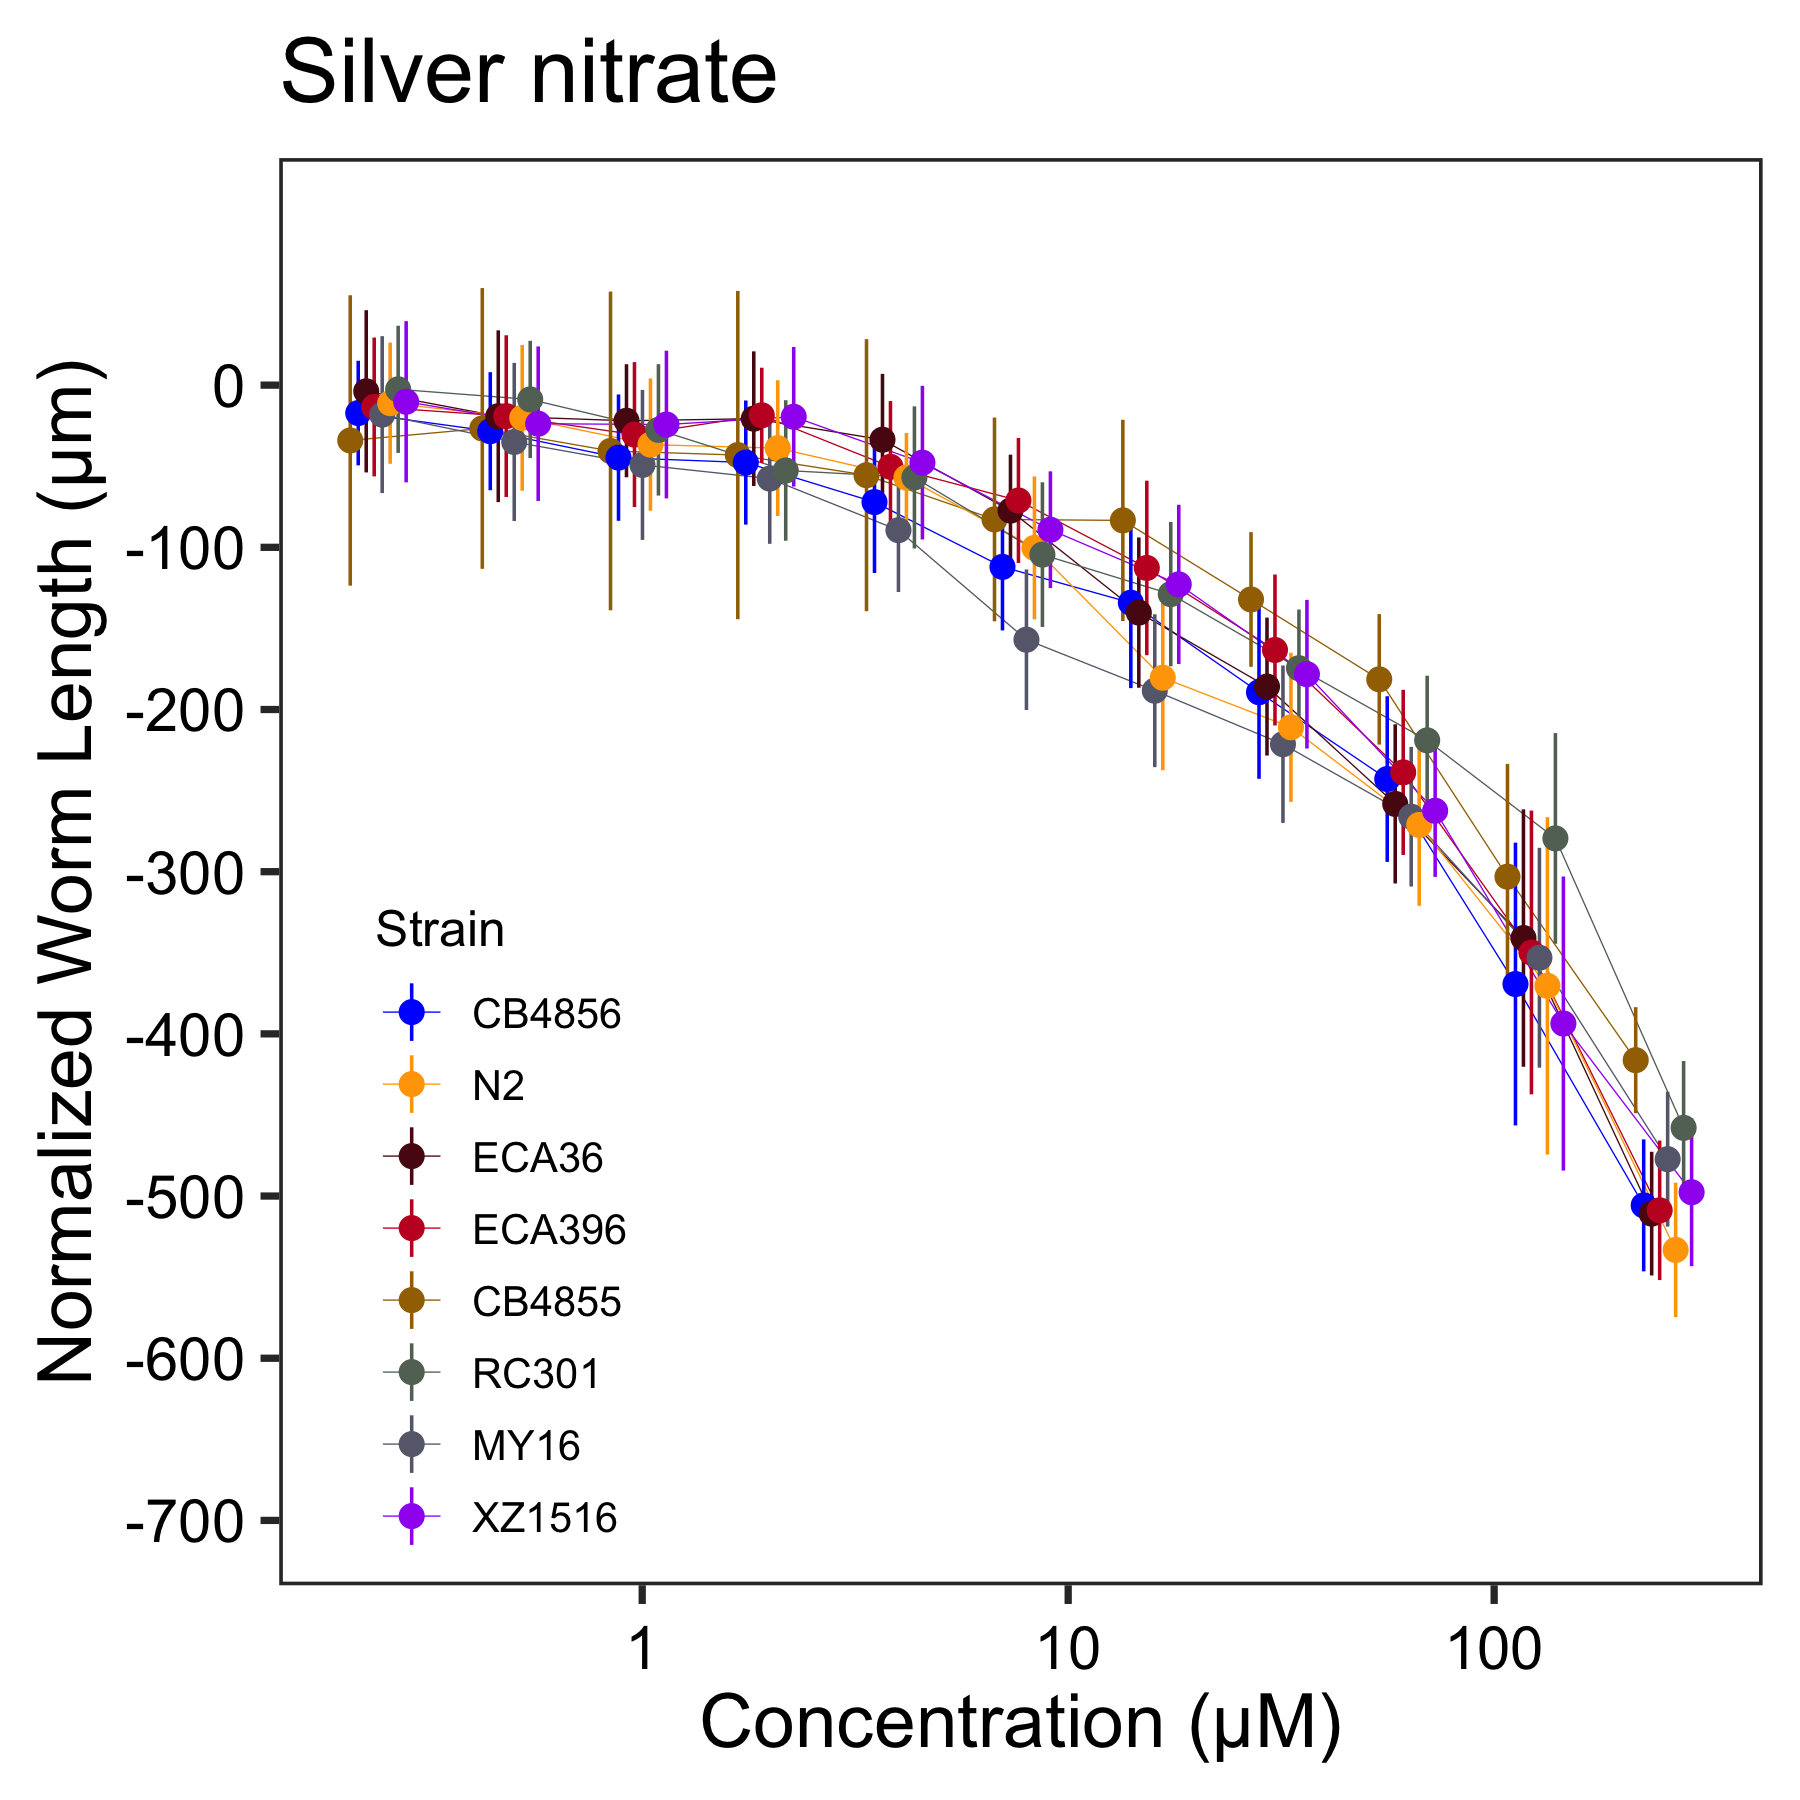 Silver nitrate
Normalized Worm Length (µm)
0
-100
-200
-300
-400
-500
-600
-700
Strain
CB4856
N2
ECA36
ECA396
CB4855
RC301
MY16
XZ1516
1
10
100
Concentration (µM)